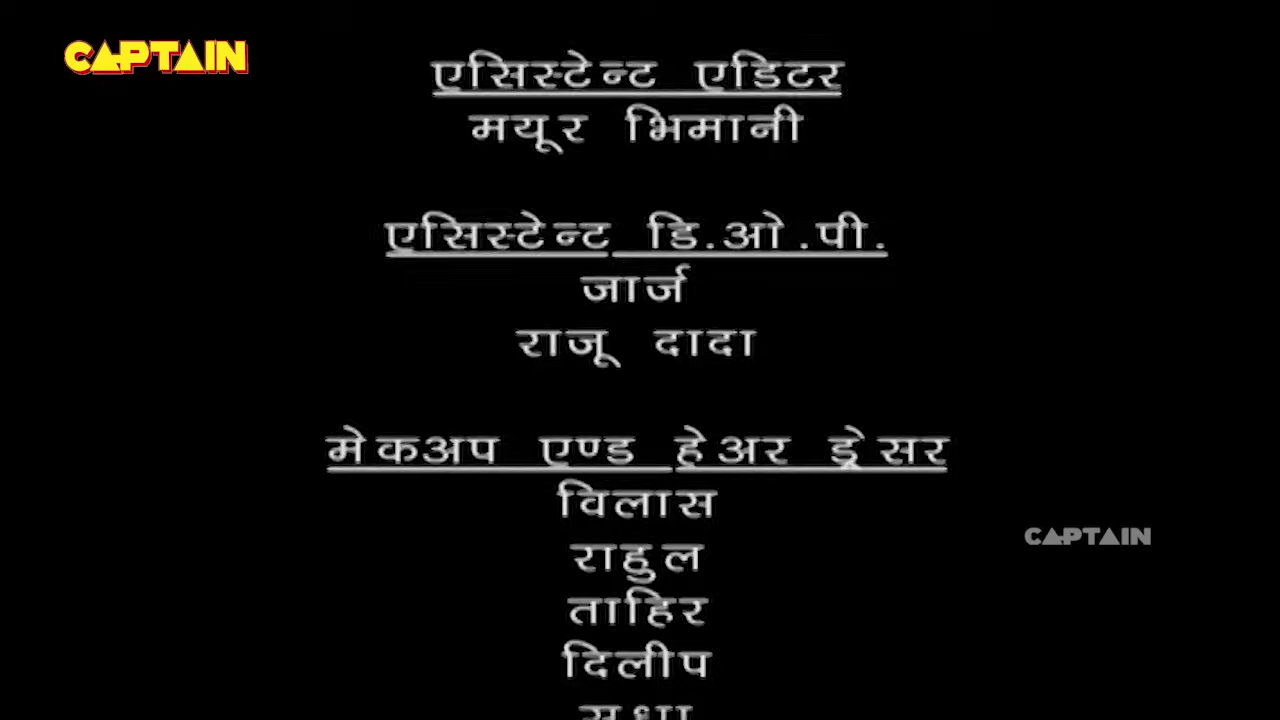 CAPTAIN
एसिस्टेन्ट एडिटर
मयूर भिमानी
एसिस्टेन्ट डि.ओ.पी.
जार्ज
राजू दादा
मेकअप एण्ड हेअर ड्रेसर
विलास
राहुल
CAPTAIN
ताहिर
दिलीप